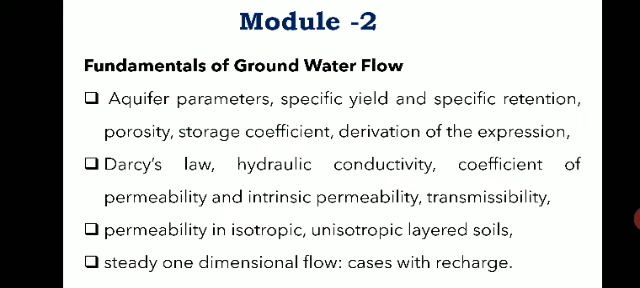 Module -2
Fundamentals of Ground Water Flow
❑ Aquifer parameters, specific yield and specific retention,
porosity, storage coefficient, derivation of the expression,
❑ Darcy's law, hydraulic conductivity, coefficient of
permeability and intrinsic permeability, transmissibility,
❑ permeability in isotropic, unisotropic layered soils,
❑ steady one dimensional flow: cases with recharge.